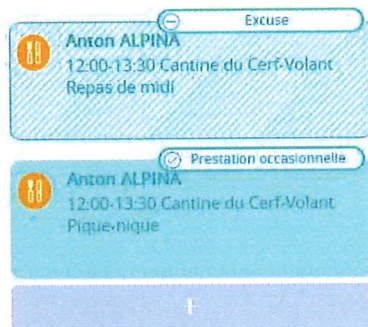 Excuse
Anton ALPINA
12:00-13:30 Cantine du Cerf-Volant
Repas de midi
Prestation occasionnelle
Anton ALPINA
12:00-13:30 Cantine du Cerf-Volant
Pique-nique
+